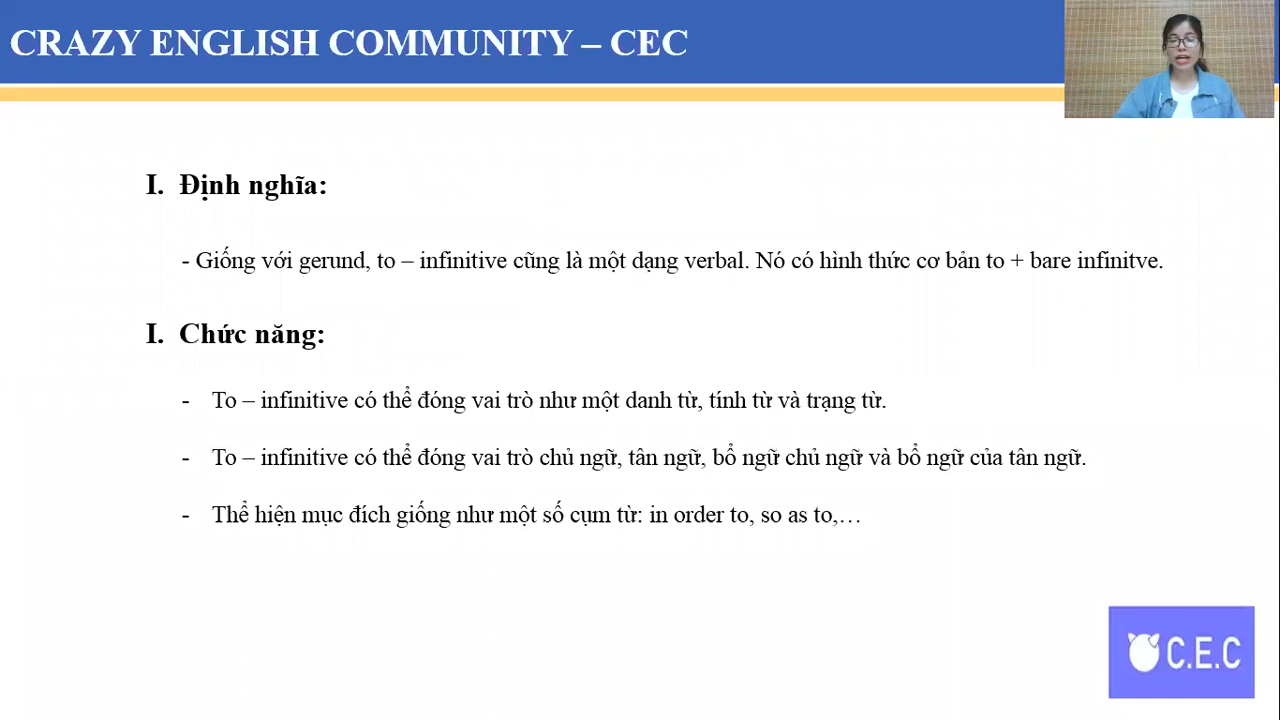 CRAZY ENGLISH COMMUNITY – CEC
I. Định nghĩa:
- Giống với gerund, to – infinitive cũng là một dạng verbal. Nó có hình thức cơ bản to + bare infinitve.
I. Chức năng:
- To – infinitive có thể đóng vai trò như một danh từ, tính từ và trạng từ.
- To – infinitive có thể đóng vai trò chủ ngữ, tân ngữ, bổ ngữ chủ ngữ và bổ ngữ của tân ngữ.
- Thể hiện mục đích giống như một số cụm từ: in order to, so as to,…
C.E.C